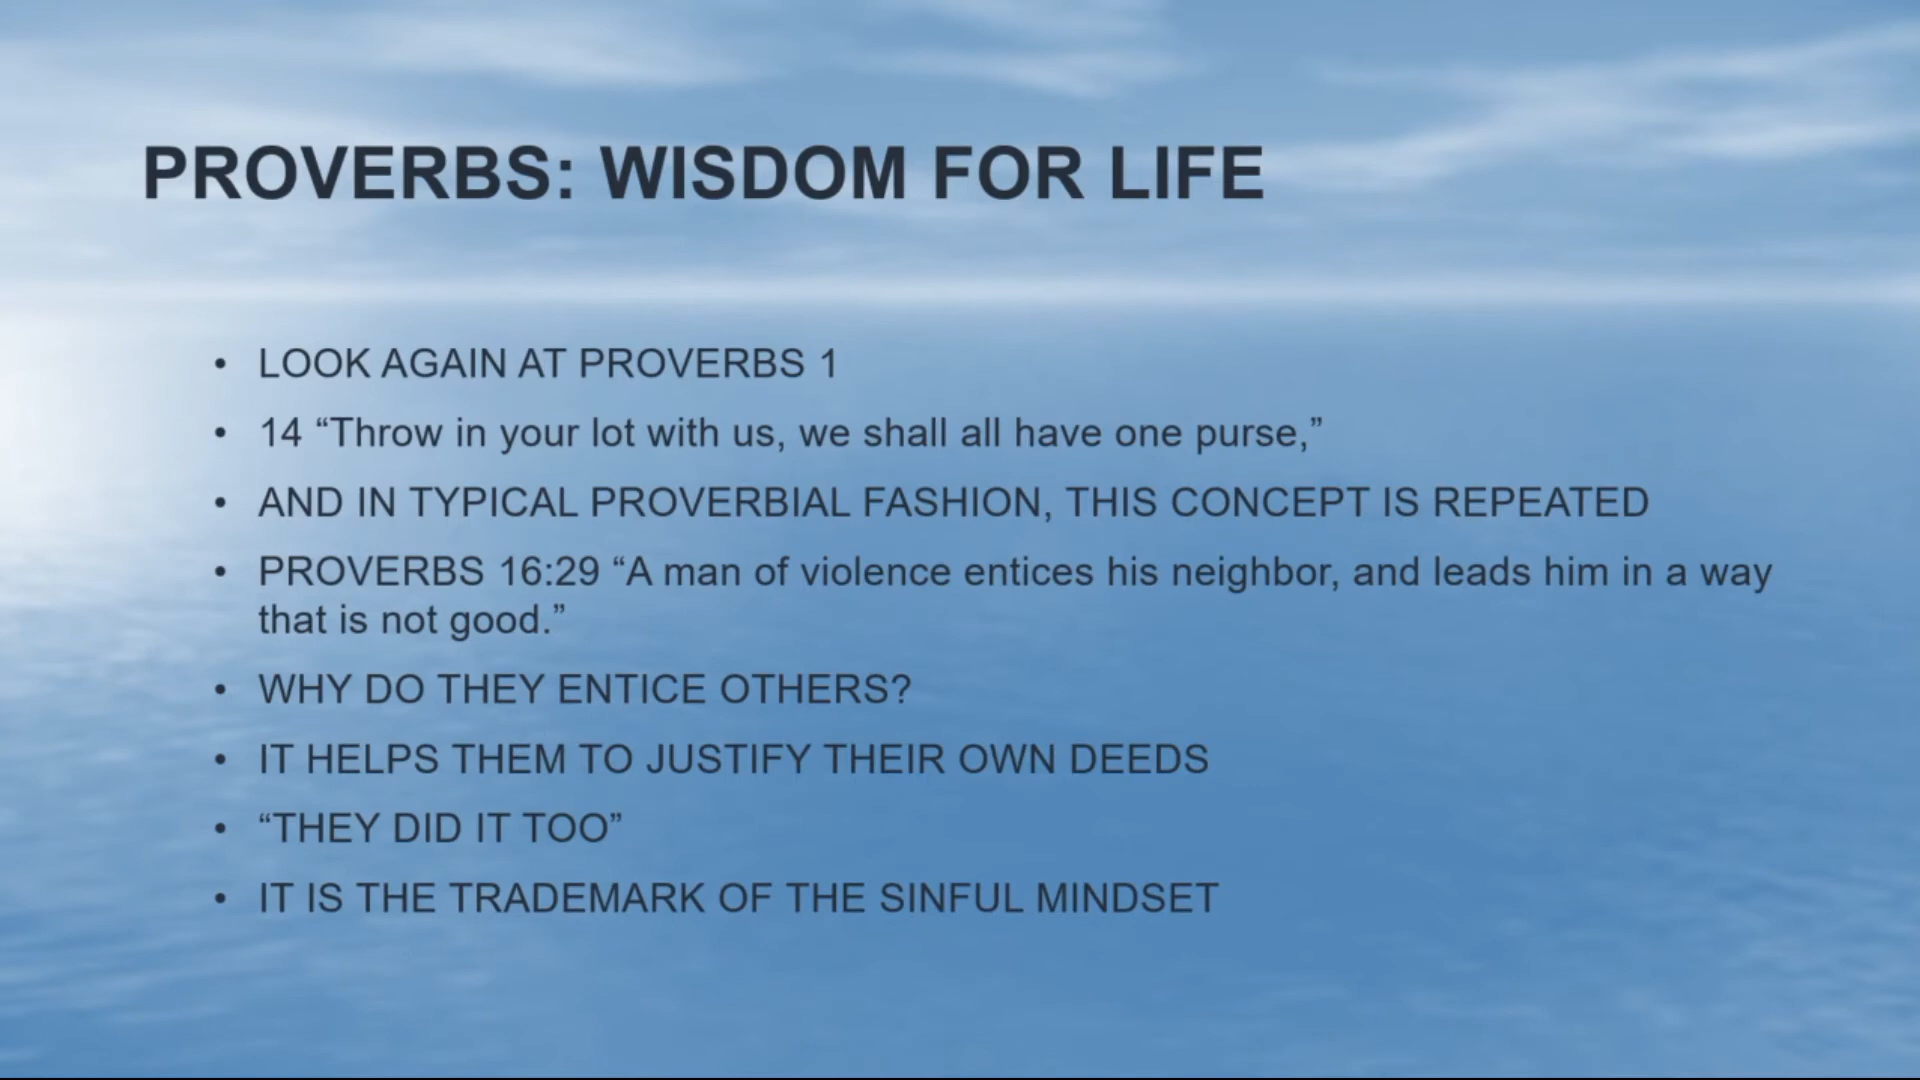 PROVERBS: WISDOM FOR LIFE
• LOOK AGAIN AT PROVERBS 1
• 14 “Throw in your lot with us, we shall all have one purse,”
• AND IN TYPICAL PROVERBIAL FASHION, THIS CONCEPT IS REPEATED
• PROVERBS 16:29 “A man of violence entices his neighbor, and leads him in a way
that is not good.”
• WHY DO THEY ENTICE OTHERS?
• IT HELPS THEM TO JUSTIFY THEIR OWN DEEDS
• “THEY DID IT TOO”
• IT IS THE TRADEMARK OF THE SINFUL MINDSET